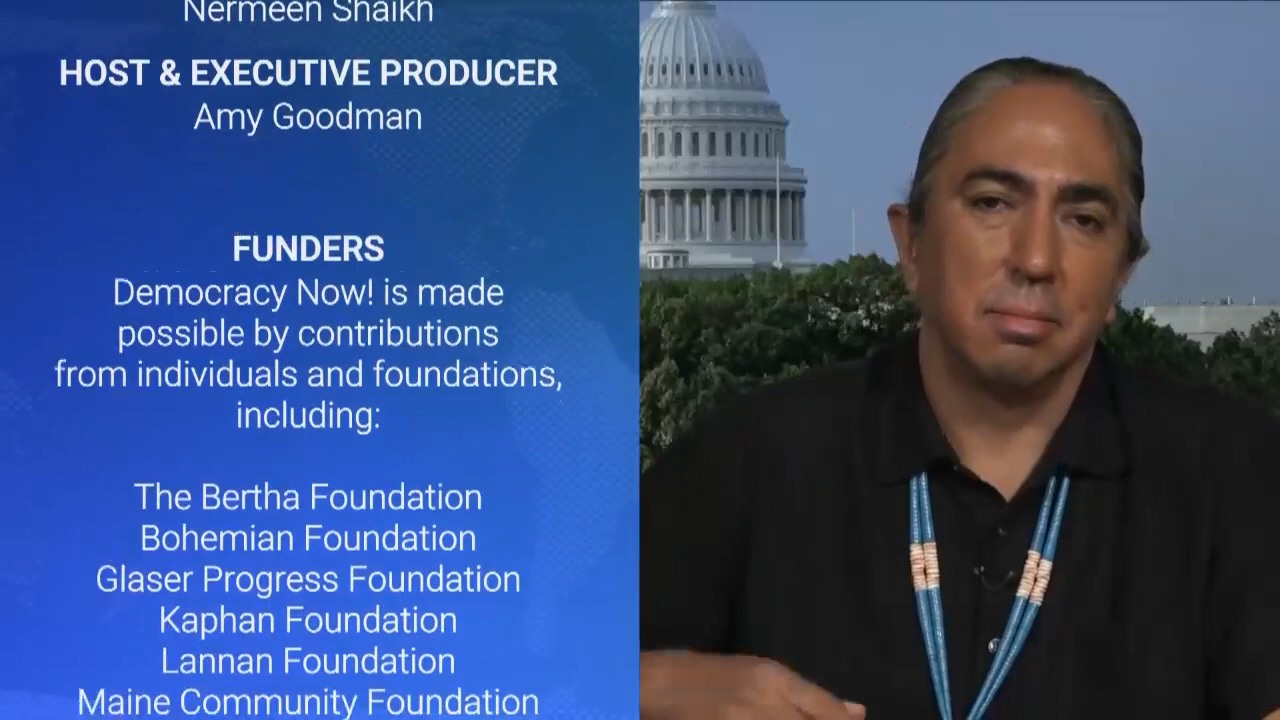 Nermeen Shaikh
HOST & EXECUTIVE PRODUCER
Amy Goodman
FUNDERS
Democracy Now! is made
possible by contributions
from individuals and foundations,
including:
The Bertha Foundation
Bohemian Foundation
Glaser Progress Foundation
Kaphan Foundation
Lannan Foundation
Maine Community Foundation